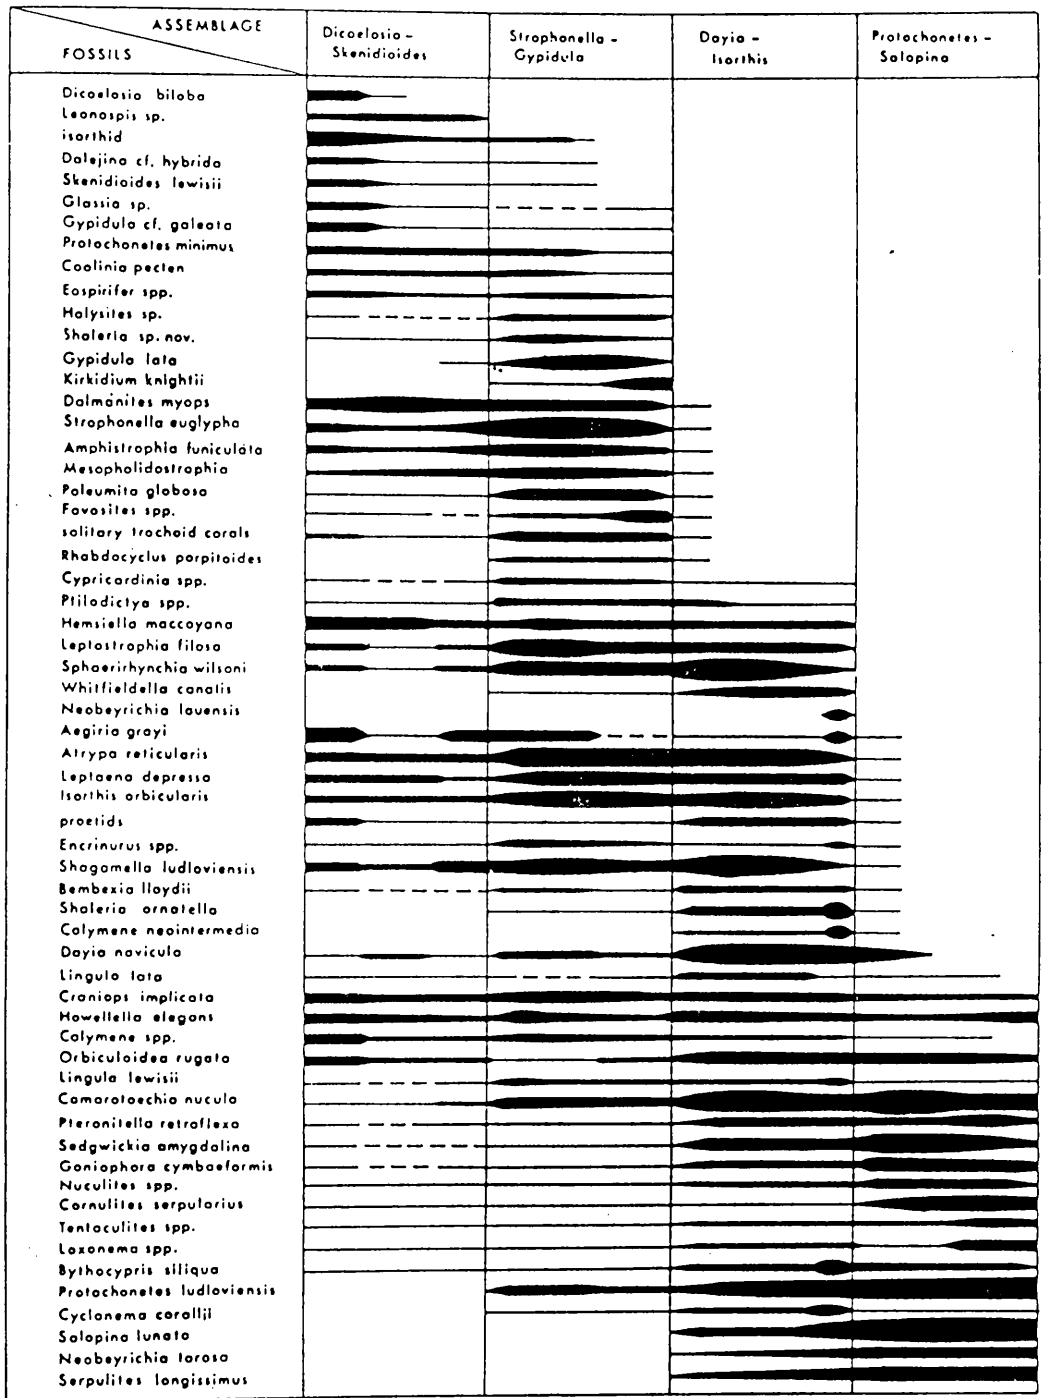 ASSEMBLAGE
FOSSILS
Dicoelosia - Skenidioides
Strophonella - Gypidula
Dayia - Isorthis
Protochonetes - Salopina
Dicoelosia biloba
Leonaspis sp.
isorthid
Dalejina cf. hybrida
Skenidioides lewisii
Glassia sp.
Gypidula cf. galeata
Protochonetes minimus
Coolinia pecten
Eospirifer spp.
Halysites sp.
Shaleria sp. nov.
Gypidula lata
Kirkidium knightii
Dalmanites myops
Strophonella euglypha
Amphistrophia funiculata
Mesopholidostrophia
Poleumita globosa
Favosites spp.
solitary trochoid corals
Rhabdocyclus porpitoides
Cypricardinia spp.
Ptilodictya spp.
Hemsiella maccoyana
Leptostrophia filosa
Sphaerirhynchia wilsoni
Whitfieldella canalis
Neobeyrichia lauensis
Aegiria grayi
Atrypa reticularis
Leptaena depressa
Isorthis orbicularis
proetids
Encrinurus spp.
Shagamella ludloviensis
Bembexia lloydii
Shaleria ornatella
Calymene neointermedia
Dayia navicula
Lingula lata
Craniops implicata
Howellella elegans
Calymene spp.
Orbiculoidea rugata
Lingula lewisii
Camarotoechia nucula
Pteronitella retroflexa
Sedgwickia amygdalina
Goniophora cymbaeformis
Nuculites spp.
Cornulites serpularius
Tentaculites spp.
Loxonema spp.
Bythocypris siliqua
Protochonetes ludloviensis
Cyclonema corallii
Salopina lunata
Neobeyrichia torosa
Serpulites longissimus